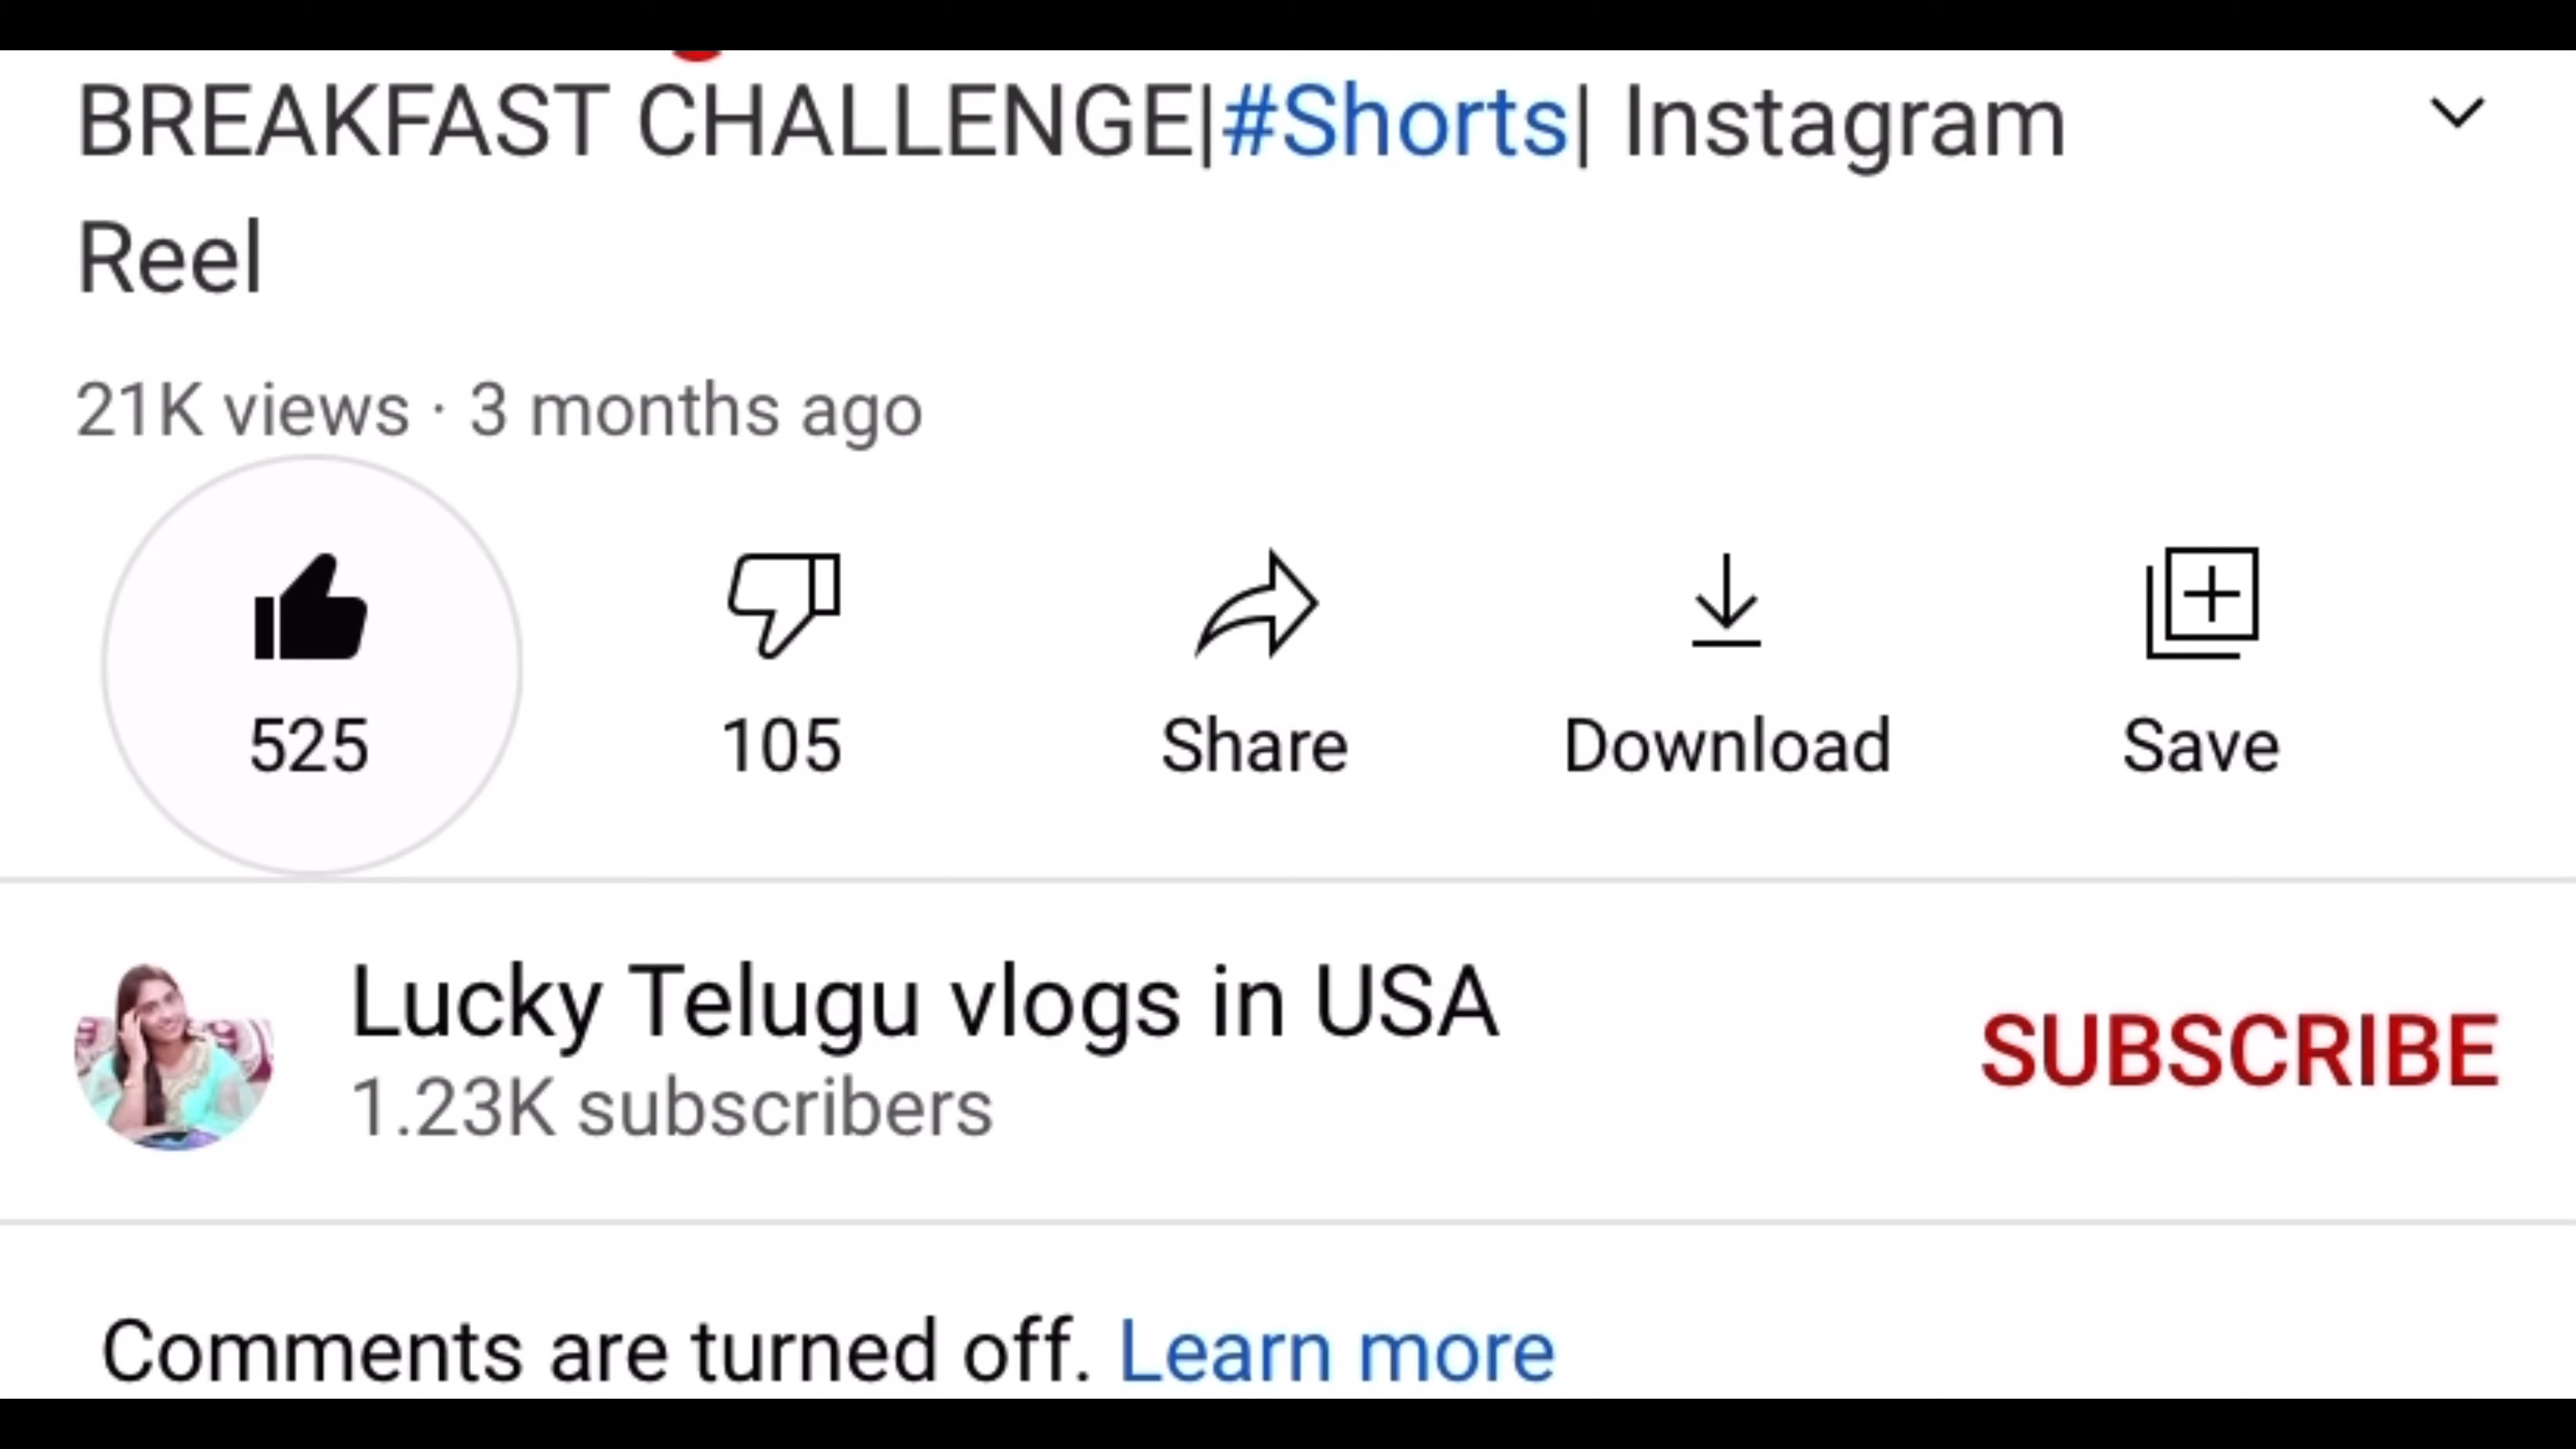 BREAKFAST CHALLENGE|#Shorts| Instagram
Reel
21K views · 3 months ago
525
105
Share
Download
Save
Lucky Telugu vlogs in USA
1.23K subscribers
SUBSCRIBE
Comments are turned off. Learn more